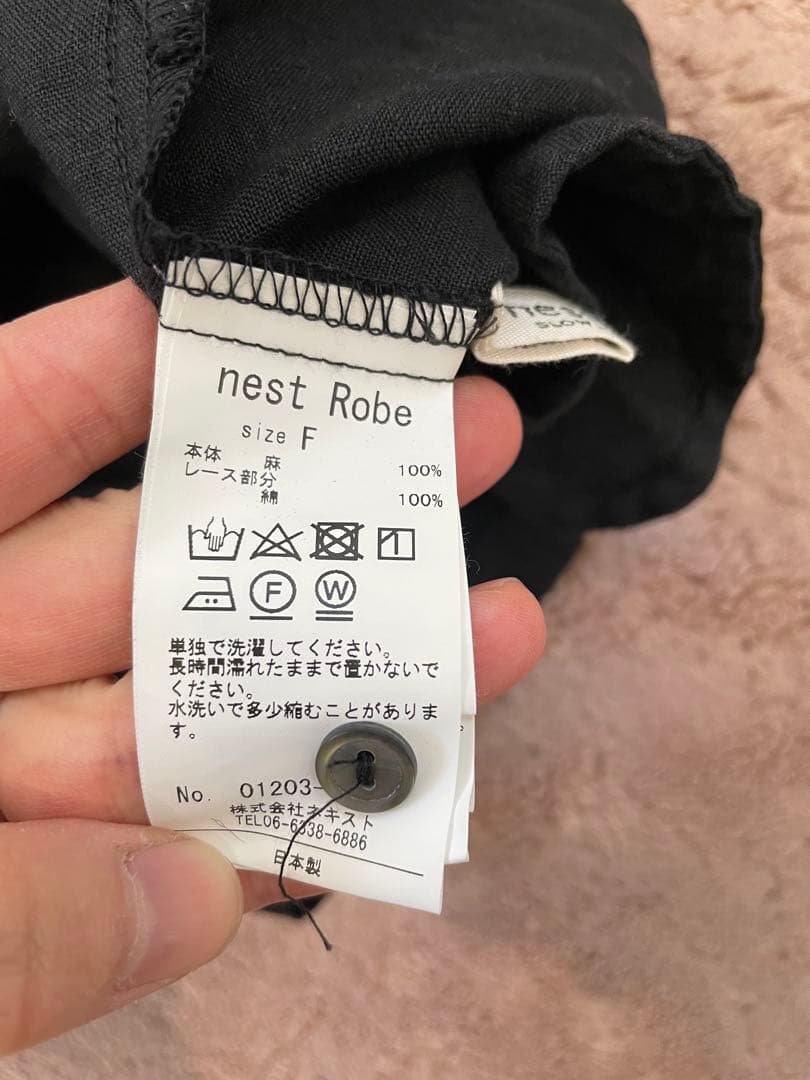 nest Robe
size F
本体 麻 100%
レース部分
綿 100%
F W
単独で洗濯してください。
長時間濡れたままで置かないで
ください。
水洗いで多少縮むことがありま
す。
No. 01203-
株式会社ネキスト
TEL06-6338-6886
日本製
SLOW